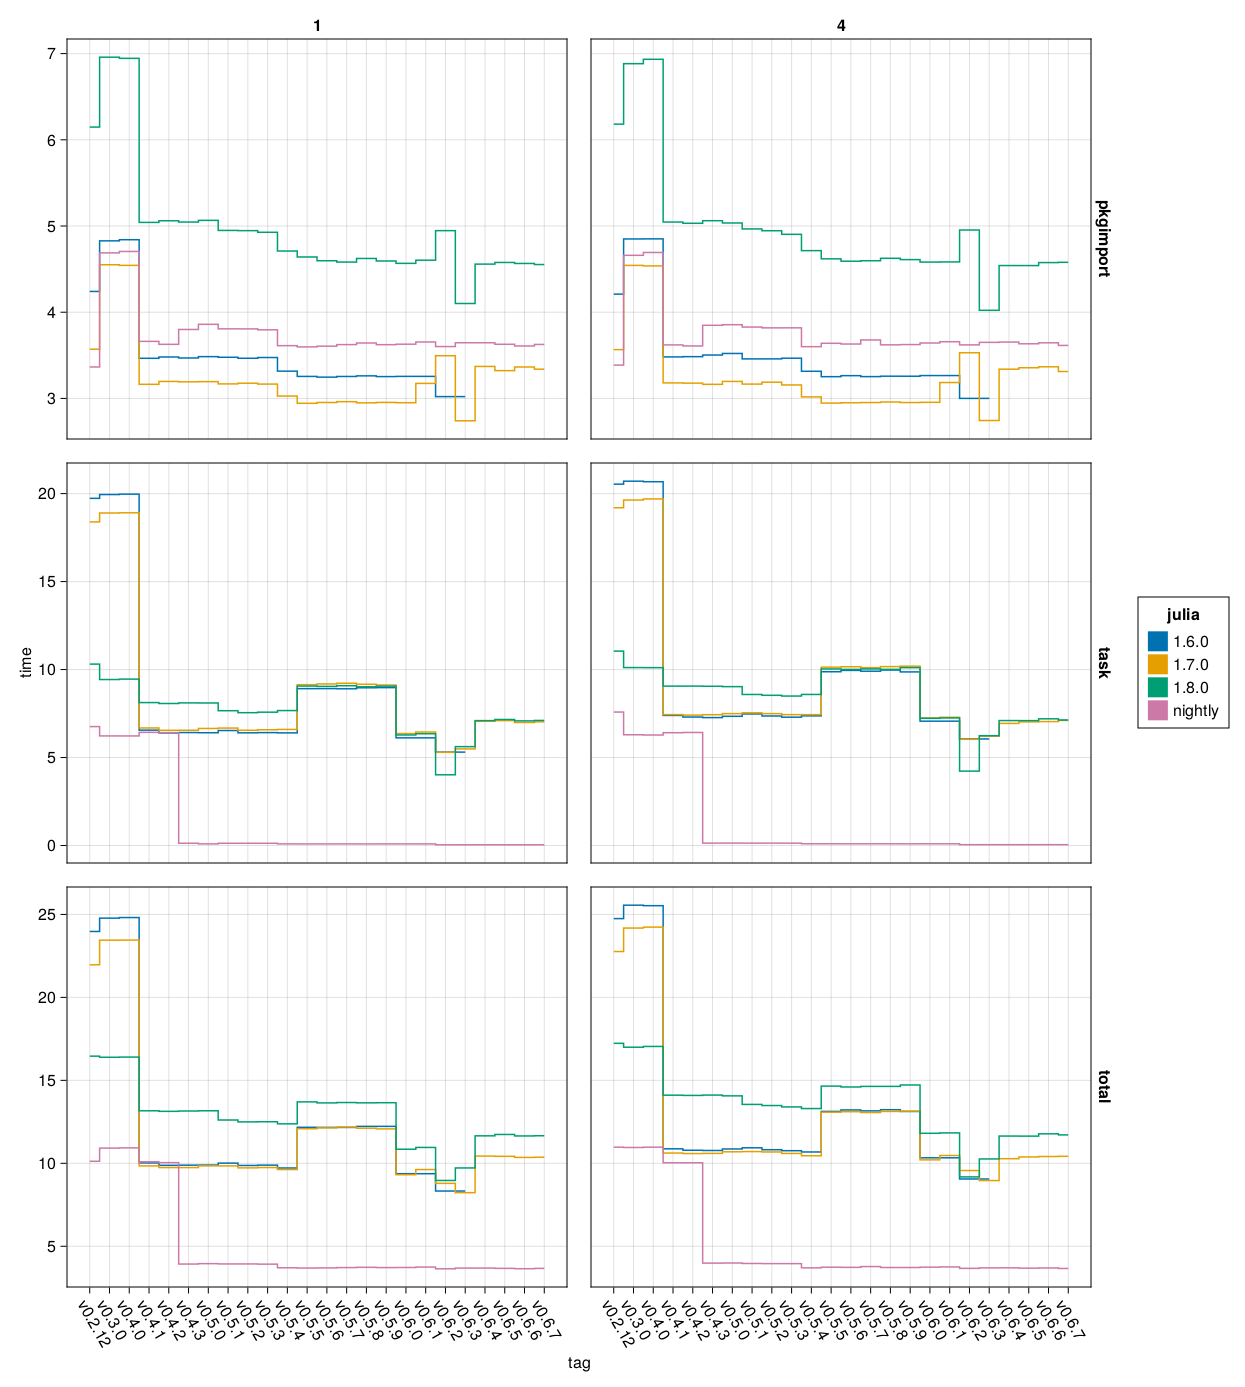 1
4
7
6
5
4
3
pkgimport
20
15
10
5
0
time
task
julia
1.6.0
1.7.0
1.8.0
nightly
25
20
15
10
5
total
v0.2.12
v0.3.0
v0.4.0
v0.4.1
v0.4.2
v0.4.3
v0.5.0
v0.5.1
v0.5.2
v0.5.3
v0.5.4
v0.5.5
v0.5.6
v0.5.7
v0.5.8
v0.5.9
v0.6.0
v0.6.1
v0.6.2
v0.6.3
v0.6.4
v0.6.5
v0.6.6
v0.6.7
v0.2.12
v0.3.0
v0.4.0
v0.4.1
v0.4.2
v0.4.3
v0.5.0
v0.5.1
v0.5.2
v0.5.3
v0.5.4
v0.5.5
v0.5.6
v0.5.7
v0.5.8
v0.5.9
v0.6.0
v0.6.1
v0.6.2
v0.6.3
v0.6.4
v0.6.5
v0.6.6
v0.6.7
tag